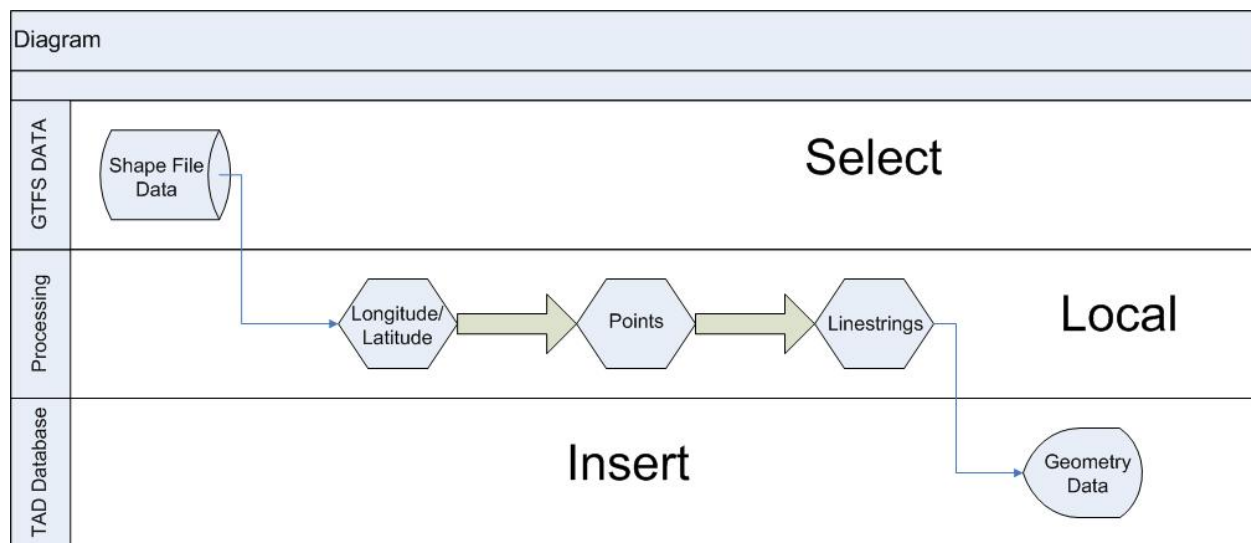 Diagram
GTFS DATA
Shape File
Data
Select
Processing
Longitude/
Latitude
Points
Linestrings
Local
TAD Database
Insert
Geometry
Data